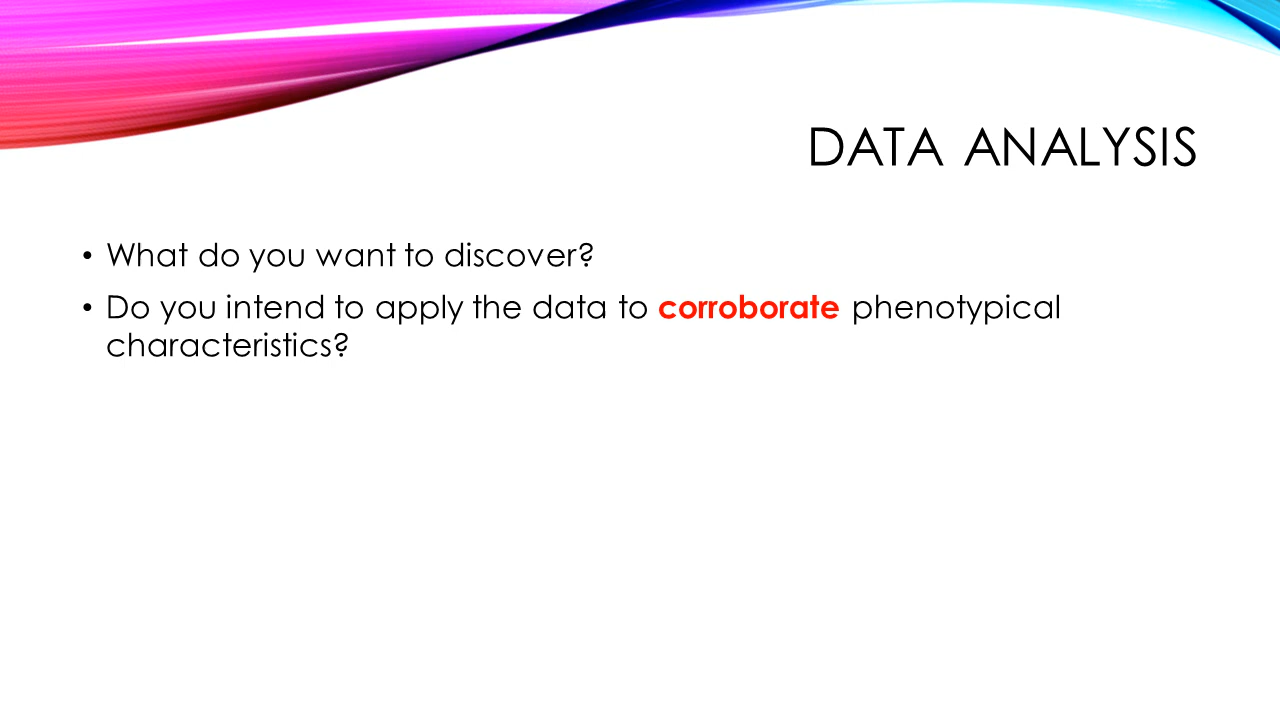 DATA ANALYSIS
• What do you want to discover?
• Do you intend to apply the data to corroborate phenotypical
characteristics?